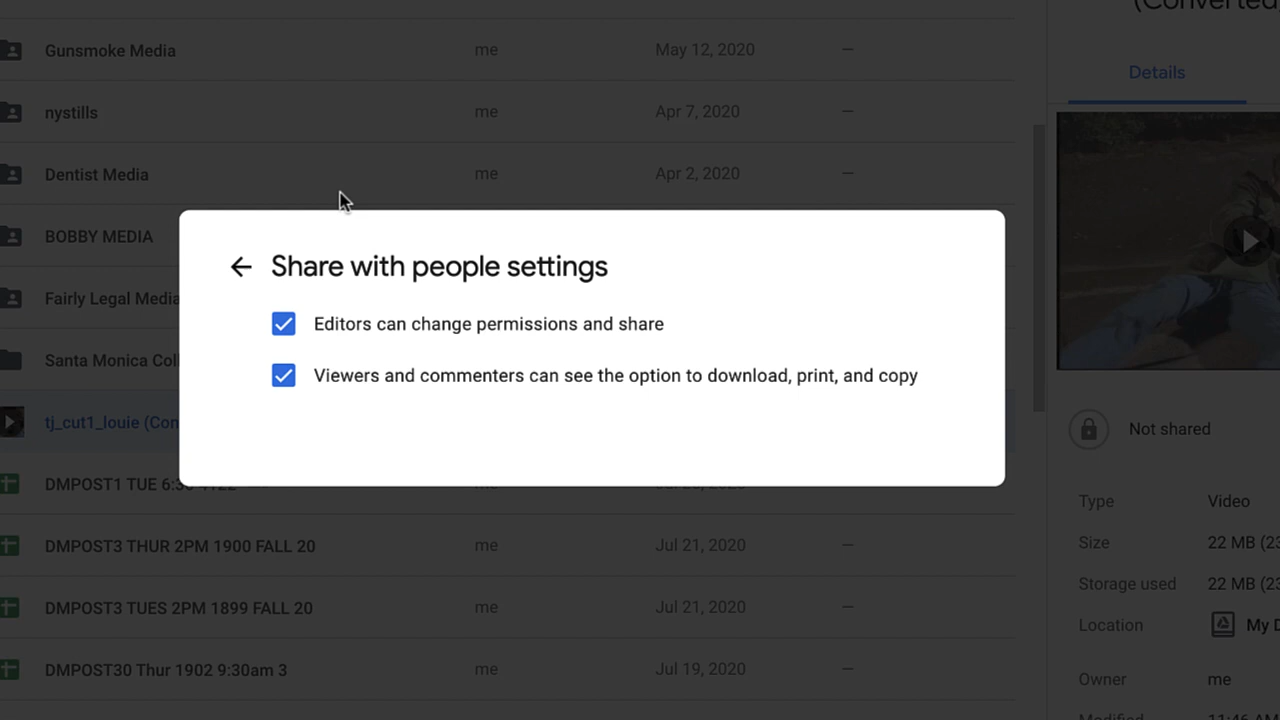 (Converted
Gunsmoke Media me May 12, 2020 —
Details
nystills me Apr 7, 2020 —
Dentist Media me Apr 2, 2020 —
BOBBY MEDIA
Share with people settings
Fairly Legal Media
Editors can change permissions and share
Santa Monica Col
Viewers and commenters can see the option to download, print, and copy
tj_cut1_louie (Con
Not shared
DMPOST1 TUE 6:30 me
Type Video
DMPOST3 THUR 2PM 1900 FALL 20 me Jul 21, 2020 —
Size 22 MB (23
Storage used 22 MB (23
DMPOST3 TUES 2PM 1899 FALL 20 me Jul 21, 2020 —
Location My D
DMPOST30 Thur 1902 9:30am 3 me Jul 19, 2020 —
Owner me
Modified 11:46 AM